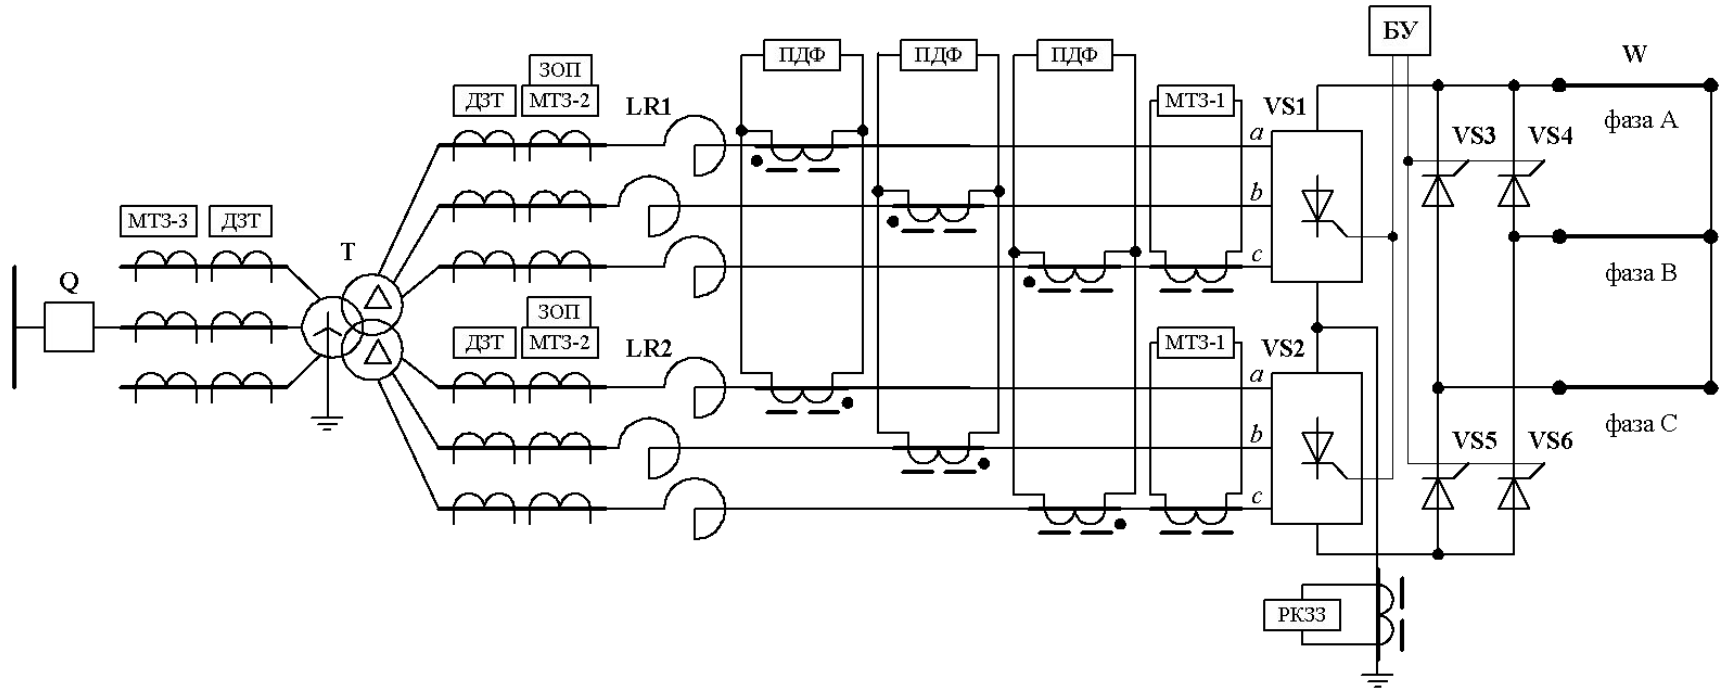 БУ
ЗОП
ПДФ
ПДФ
ПДФ
W
ДЗТ
МТЗ-2
LR1
МТЗ-1
VS1
фаза A
a
VS3
VS4
b
МТЗ-3
ДЗТ
T
c
фаза B
Q
ЗОП
ДЗТ
МТЗ-2
LR2
МТЗ-1
VS2
a
фаза C
b
VS5
VS6
c
РКЗЗ